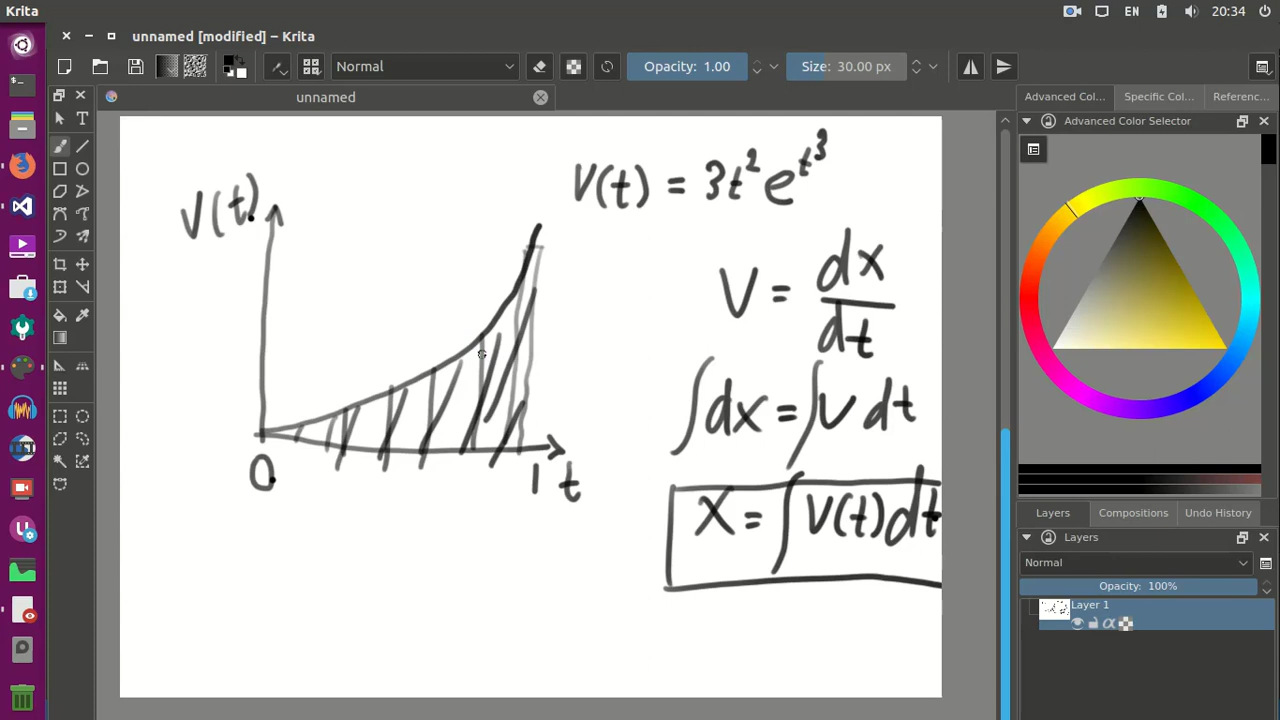 Krita
EN
20:34
unnamed [modified] – Krita
Normal
Opacity: 1.00
Size: 30.00 px
unnamed
Advanced Col...
Specific Col...
Referenc...
Advanced Color Selector
V(t)
V(t) = 3t²e^t³
V = dx/dt
∫dx = ∫V dt
X = ∫V(t)dt
0
1 t
Layers
Compositions
Undo History
Layers
Normal
Opacity: 100%
Layer 1